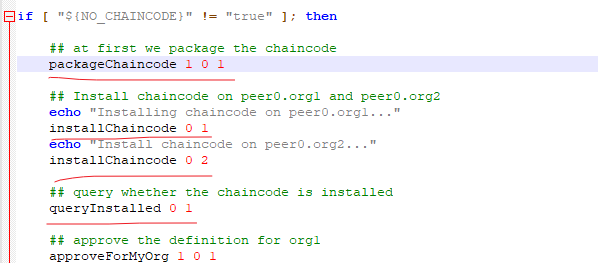 if [ "${NO_CHAINCODE}" != "true" ]; then
## at first we package the chaincode
packageChaincode 1 0 1
## Install chaincode on peer0.org1 and peer0.org2
echo "Installing chaincode on peer0.org1..."
installChaincode 0 1
echo "Install chaincode on peer0.org2..."
installChaincode 0 2
## query whether the chaincode is installed
queryInstalled 0 1
## approve the definition for org1
approveForMyOrg 1 0 1